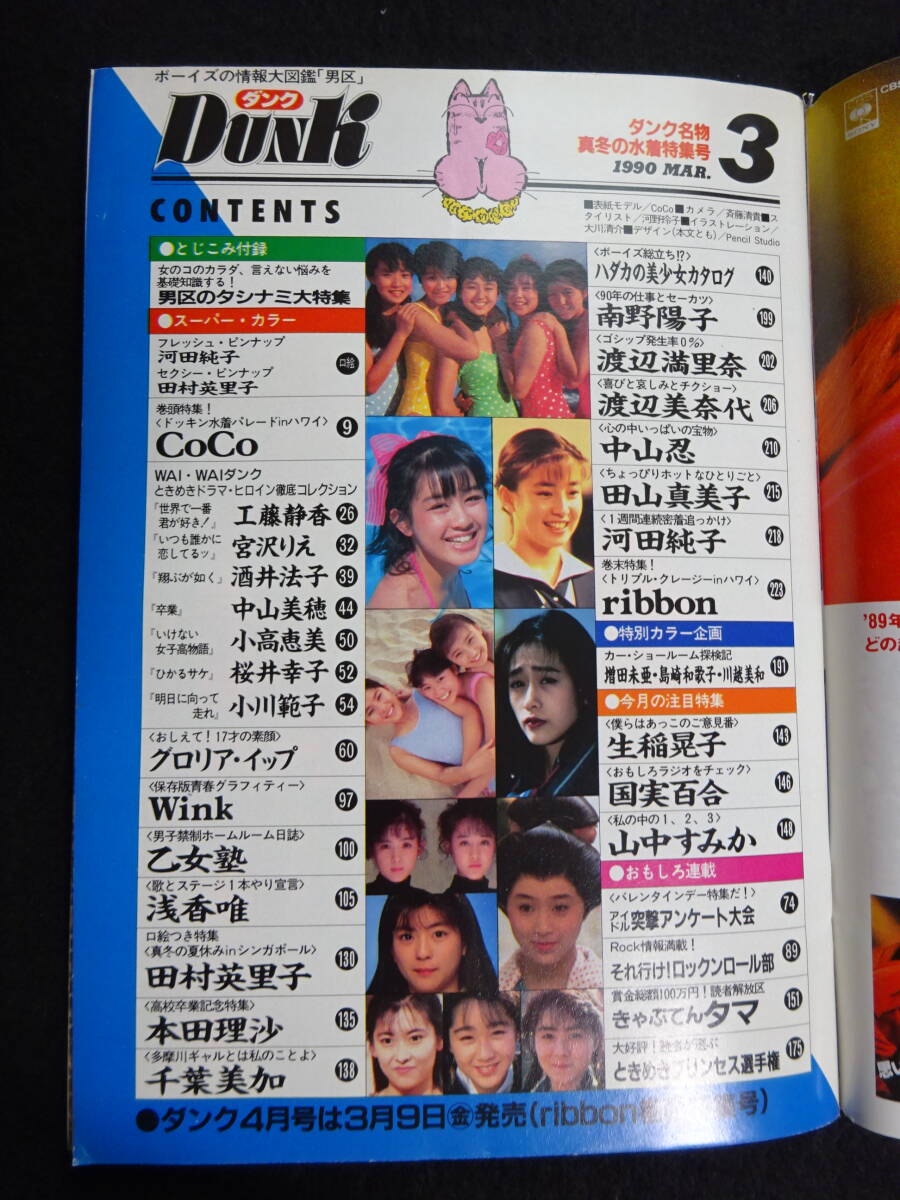 ボーイズの情報大図鑑「男区」
ダンク
DUNK
ダンク名物
真冬の水着特集号
1990 MAR.
3
CONTENTS
■表紙モデル/CoCo■カメラ/斉藤清貴■ス
タイリスト/河野玲子■イラストレーション/
大川清介■デザイン(本文とも)/Pencil Studio
●とじこみ付録
女のコのカラダ、言えない悩みを
基礎知識する!
男区のタシナミ大特集
●スーパー・カラー
フレッシュ・ピンナップ
河田純子
セクシー・ピンナップ
田村英里子
口絵
巻頭特集!
〈ドッキン水着パレードinハワイ〉
CoCo 9
WAI・WAIダンク
ときめきドラマ・ヒロイン徹底コレクション
『世界で一番
君が好き!』 工藤静香 26
『いつも誰かに
恋してるッ』 宮沢りえ 32
『翔ぶが如く』 酒井法子 39
『卒業』 中山美穂 44
『いけない
女子高物語』 小高恵美 50
『ひかるサケ』 桜井幸子 52
『明日に向って
走れ』 小川範子 54
〈おしえて!17才の素顔〉
グロリア・イップ 60
〈保存版青春グラフィティー〉
Wink 97
〈男子禁制ホームルーム日誌〉
乙女塾 100
〈歌とステージ1本やり宣言〉
浅香唯 105
口絵つき特集
〈真冬の夏休みinシンガポール〉
田村英里子 130
〈高校卒業記念特集〉
本田理沙 135
〈多摩川ギャルとは私のことよ〉
千葉美加 138
〈ボーイズ総立ち!?〉
ハダカの美少女カタログ 140
〈90年の仕事とセーカツ〉
南野陽子 199
〈ゴシップ発生率0%〉
渡辺満里奈 202
〈喜びと哀しみとチクショー〉
渡辺美奈代 206
〈心の中いっぱいの宝物〉
中山忍 210
〈ちょっぴりホットなひとりごと〉
田山真美子 215
〈1週間連続密着追っかけ〉
河田純子 218
巻末特集!
〈トリプル・クレージーinハワイ〉
ribbon 223
●特別カラー企画
カー・ショールーム探検記
増田未亜・島崎和歌子・川越美和 191
●今月の注目特集
〈僕らはあっこのご意見番〉
生稲晃子 143
〈おもしろラジオをチェック〉
国実百合 146
〈私の中の1、2、3〉
山中すみか 148
●おもしろ連載
〈バレンタインデー特集だ!〉
アイドル突撃アンケート大会 74
Rock情報満載!
それ行け!ロックンロール部 89
賞金総額100万円!読者解放区
きゃぷてんタマ 151
大好評!読者が選ぶ
ときめきプリンセス選手権 175
●ダンク4月号は3月9日㊎発売(ribbon
号)
CBS
SONY
'89年